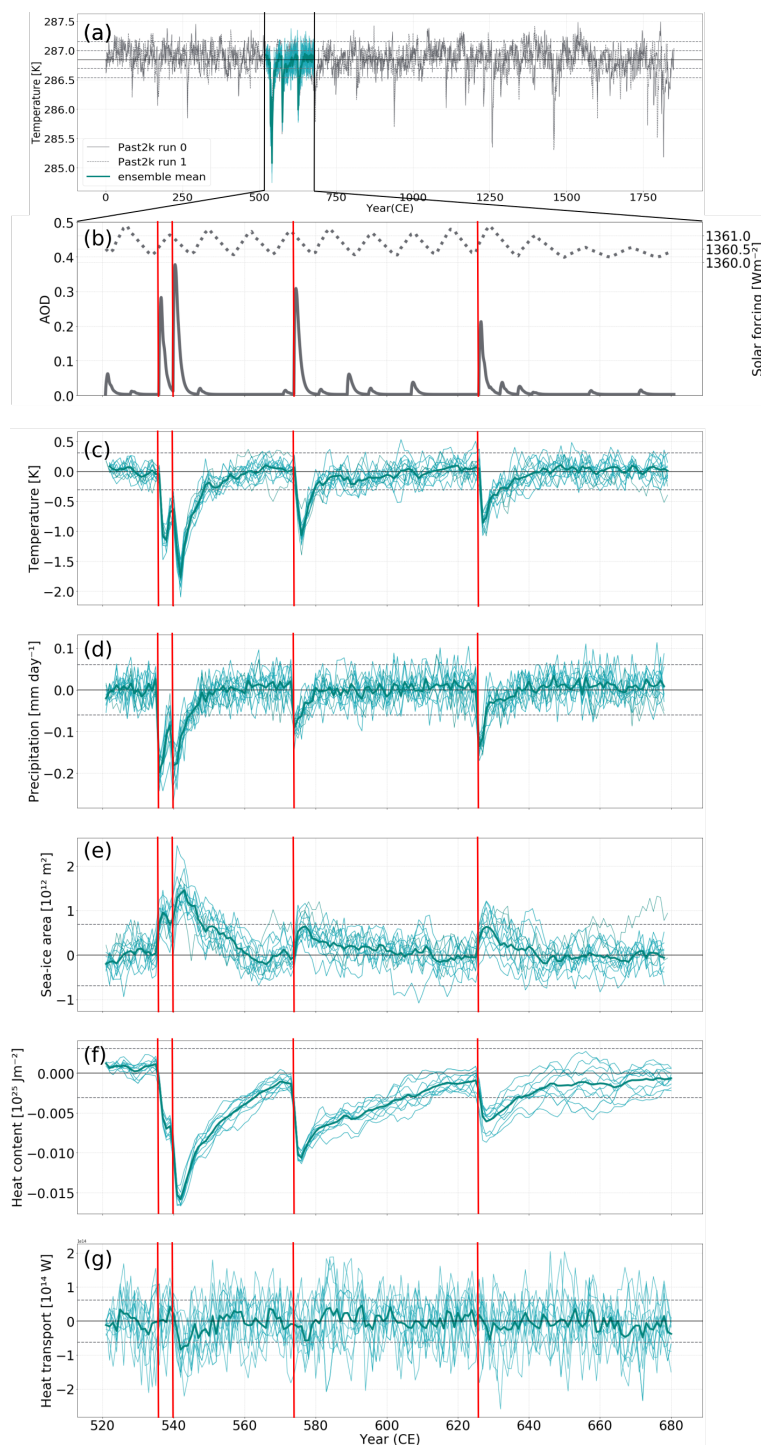 (a)
287.5
287.0
286.5
286.0
285.5
285.0
Temperature [K]
Past2k run 0
Past2k run 1
ensemble mean
0 250 500 750 1000 1250 1500 1750
Year(CE)
(b)
0.5
0.4
0.3
0.2
0.1
0.0
AOD
1361.0
1360.5
1360.0
Solar forcing [Wm⁻²]
(c)
0.5
0.0
−0.5
−1.0
−1.5
−2.0
Temperature [K]
(d)
0.1
0.0
−0.1
−0.2
Precipitation [mm day⁻¹]
(e)
2
1
0
−1
Sea-ice area [10¹² m²]
(f)
0.000
−0.005
−0.010
−0.015
Heat content [10²⁵ Jm⁻²]
(g)
1e14
2
1
0
−1
−2
Heat transport [10¹⁴ W]
520 540 560 580 600 620 640 660 680
Year (CE)